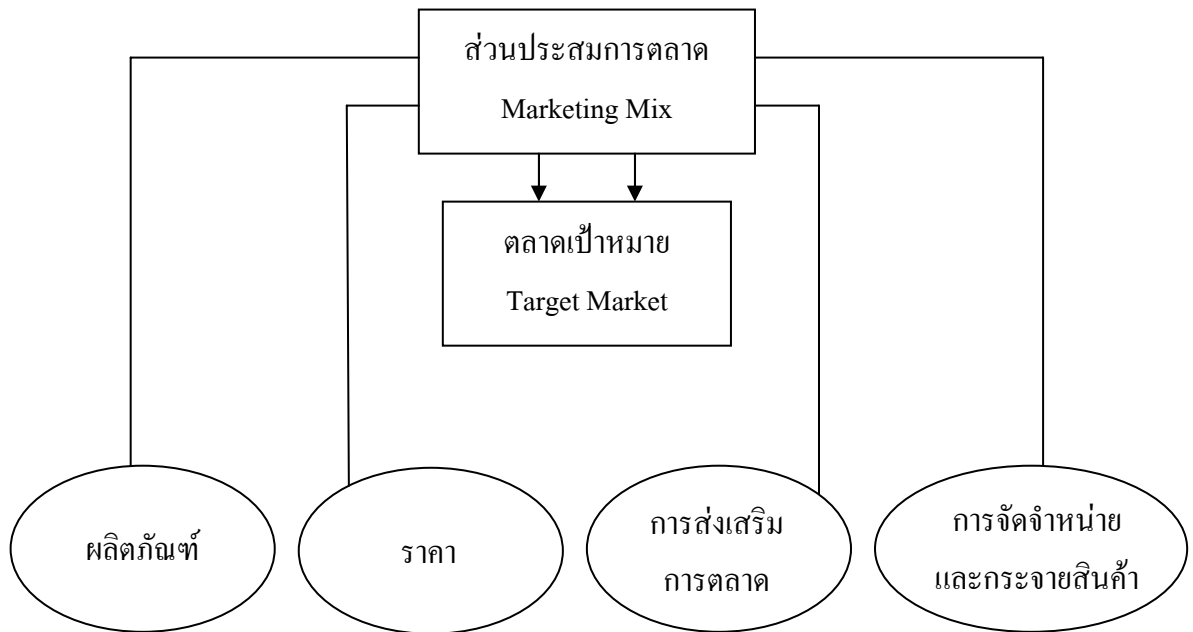 ส่วนประสมการตลาด
Marketing Mix
ตลาดเป้าหมาย
Target Market
ผลิตภัณฑ์
ราคา
การส่งเสริม
การตลาด
การจัดจำหน่าย
และกระจายสินค้า